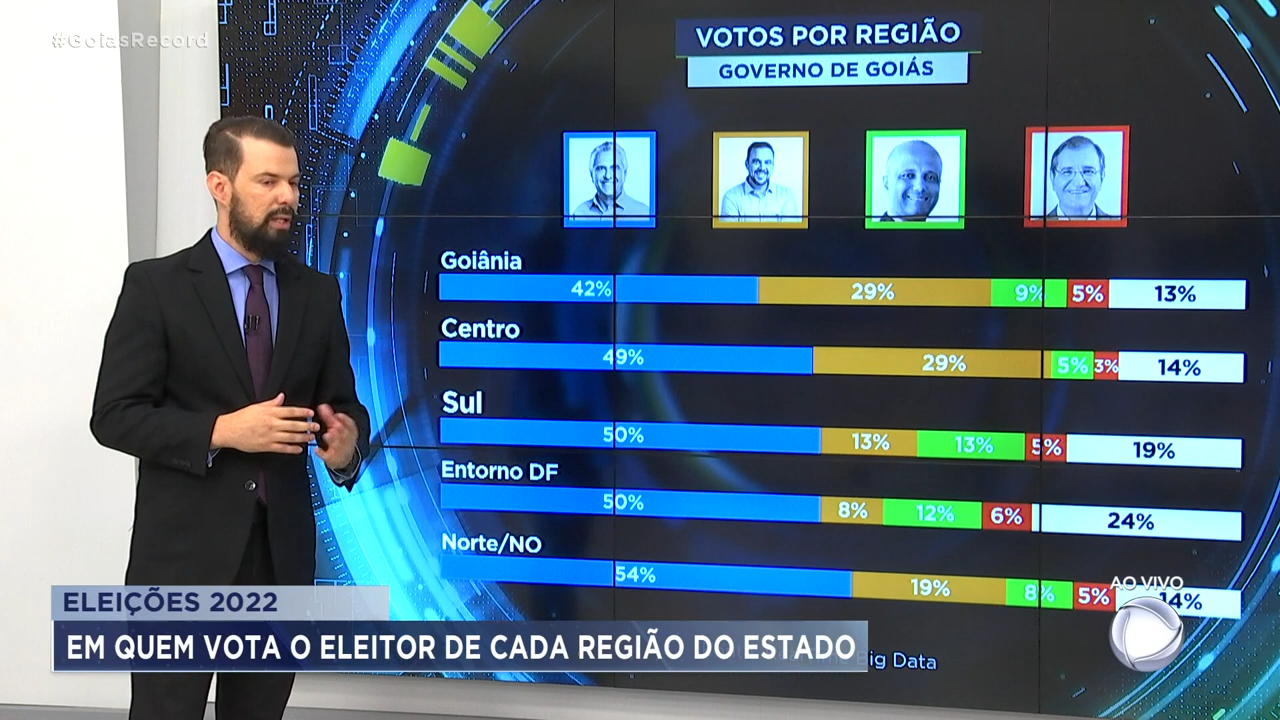 #GoiásRecord
VOTOS POR REGIÃO
GOVERNO DE GOIÁS
Goiânia
42% 29% 9% 5% 13%
Centro
49% 29% 5% 3% 14%
Sul
50% 13% 13% 5% 19%
Entorno DF
50% 8% 12% 6% 24%
Norte/NO
54% 19% 8% 5% 14%
AO VIVO
ELEIÇÕES 2022
EM QUEM VOTA O ELEITOR DE CADA REGIÃO DO ESTADO
Big Data